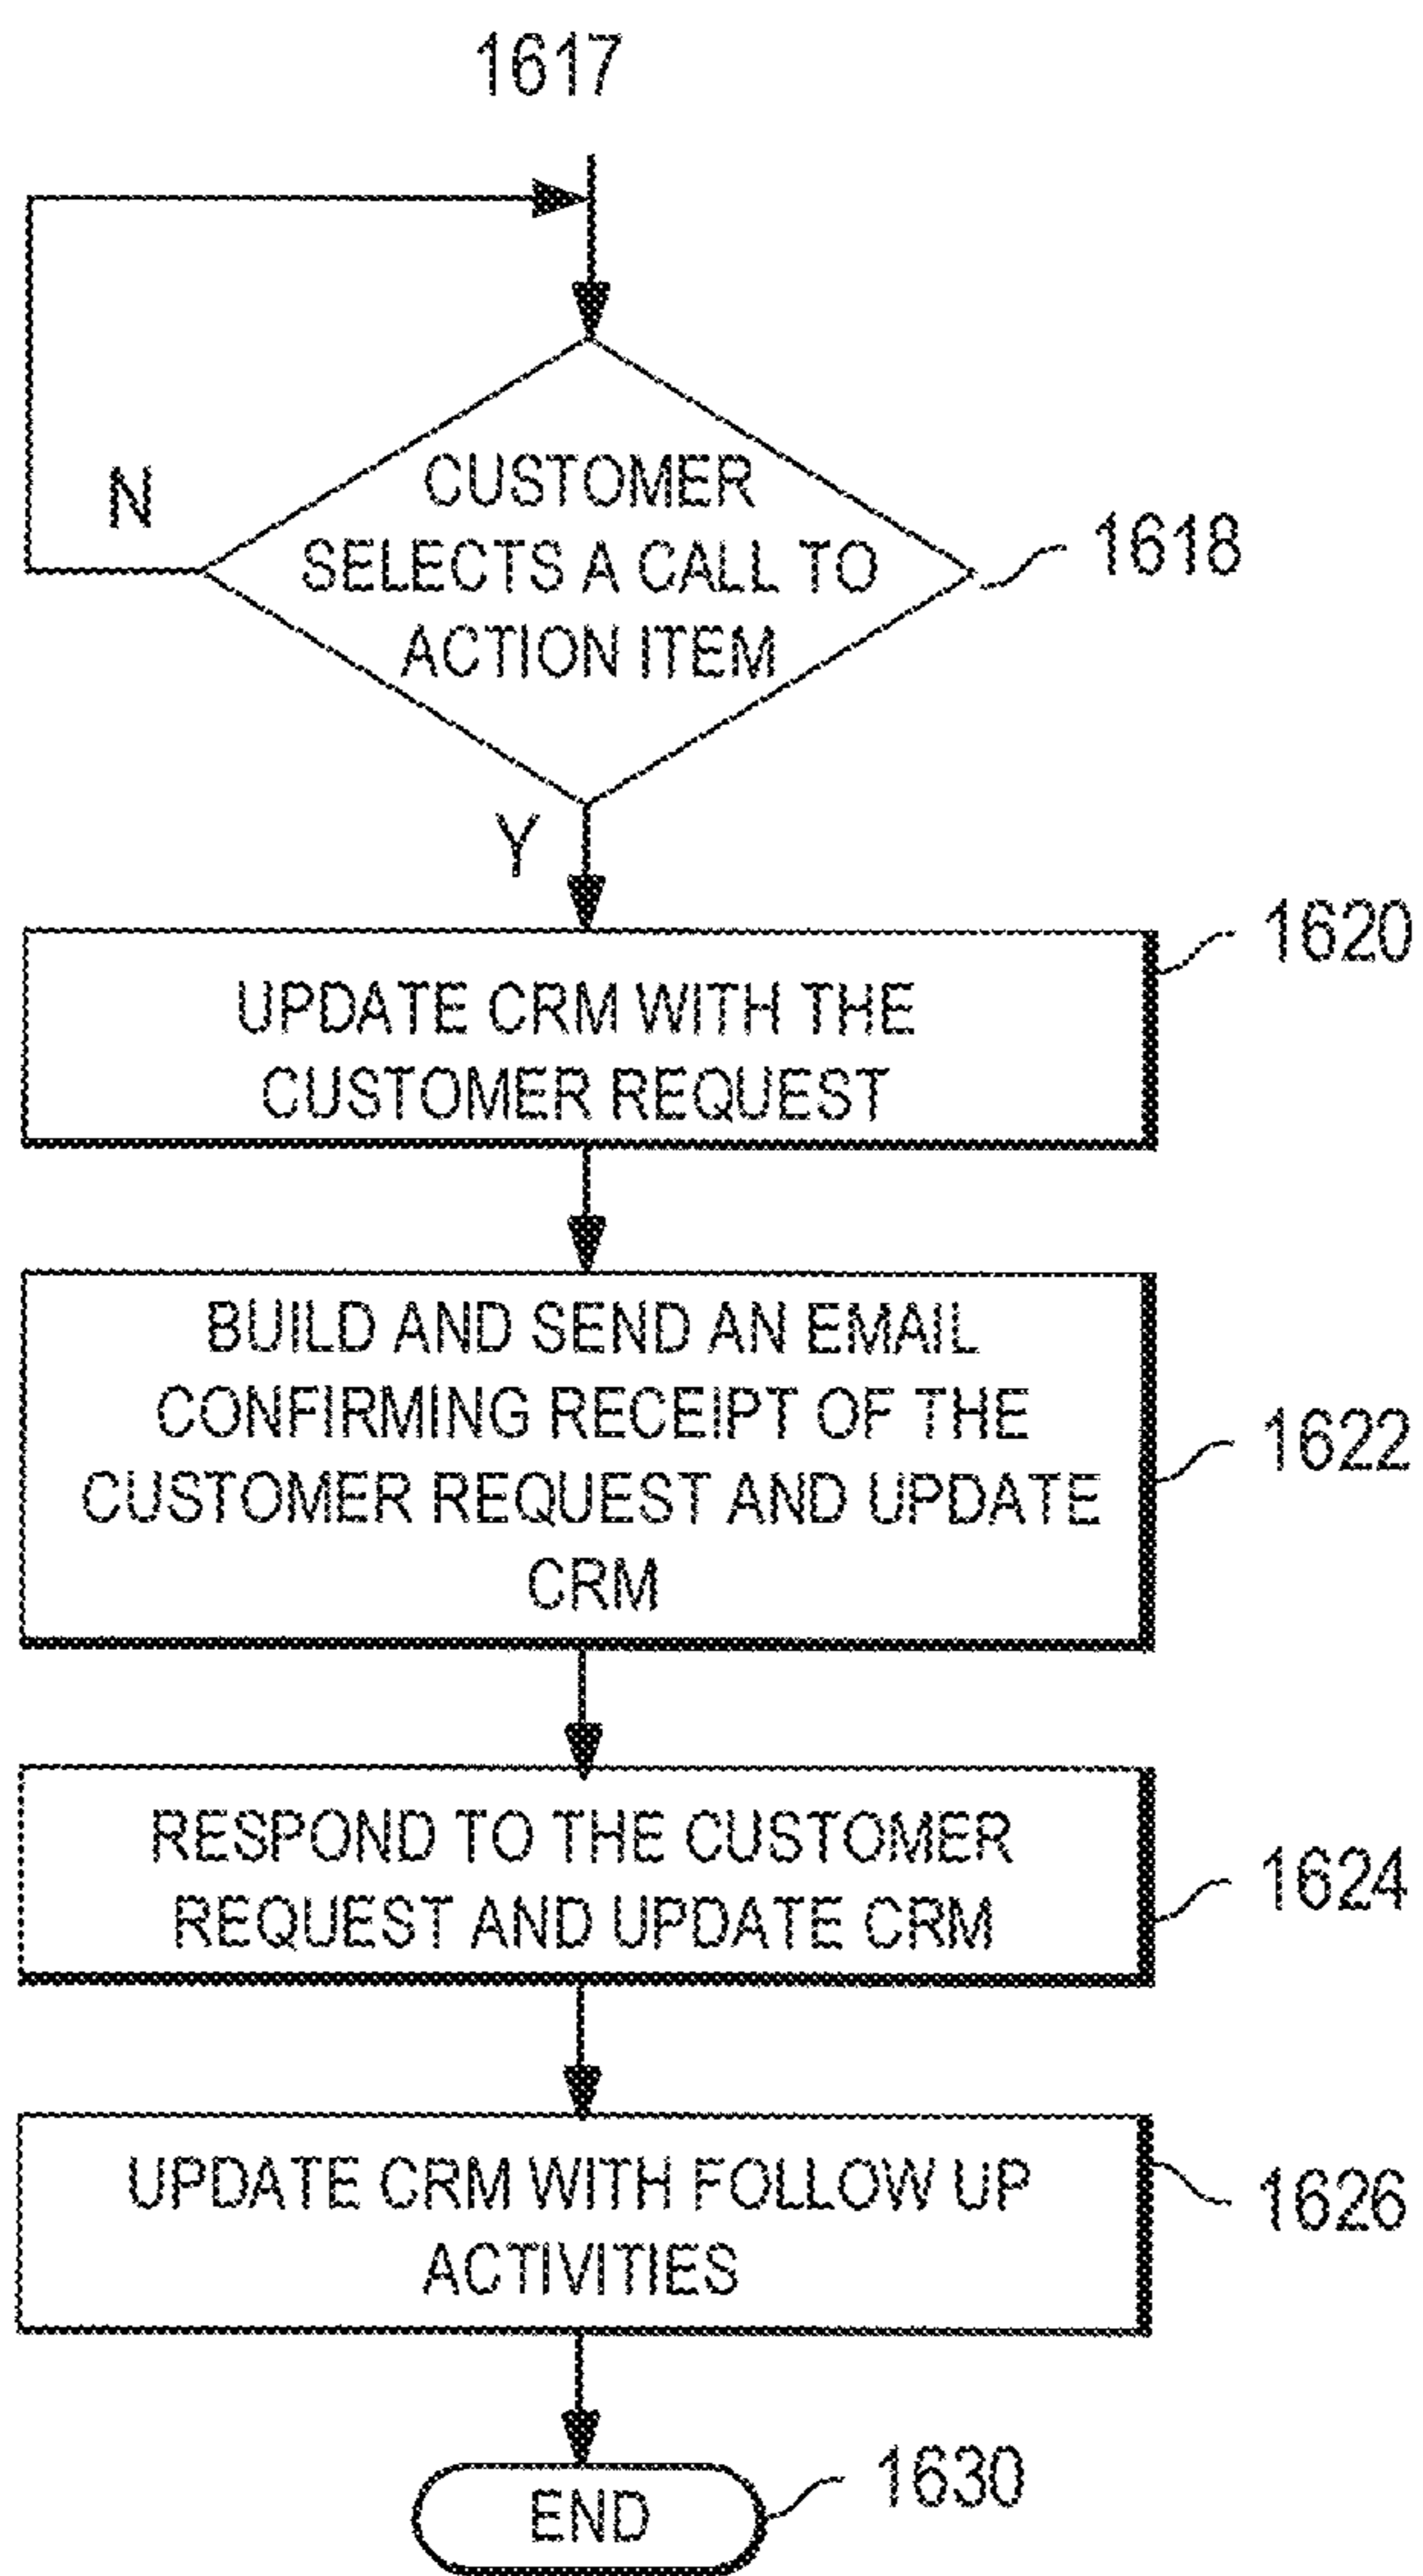 1617
N
CUSTOMER
SELECTS A CALL TO
ACTION ITEM
1618
Y
1620
UPDATE CRM WITH THE
CUSTOMER REQUEST
BUILD AND SEND AN EMAIL
CONFIRMING RECEIPT OF THE
CUSTOMER REQUEST AND UPDATE
CRM
1622
RESPOND TO THE CUSTOMER
REQUEST AND UPDATE CRM
1624
UPDATE CRM WITH FOLLOW UP
ACTIVITIES
1626
END
1630